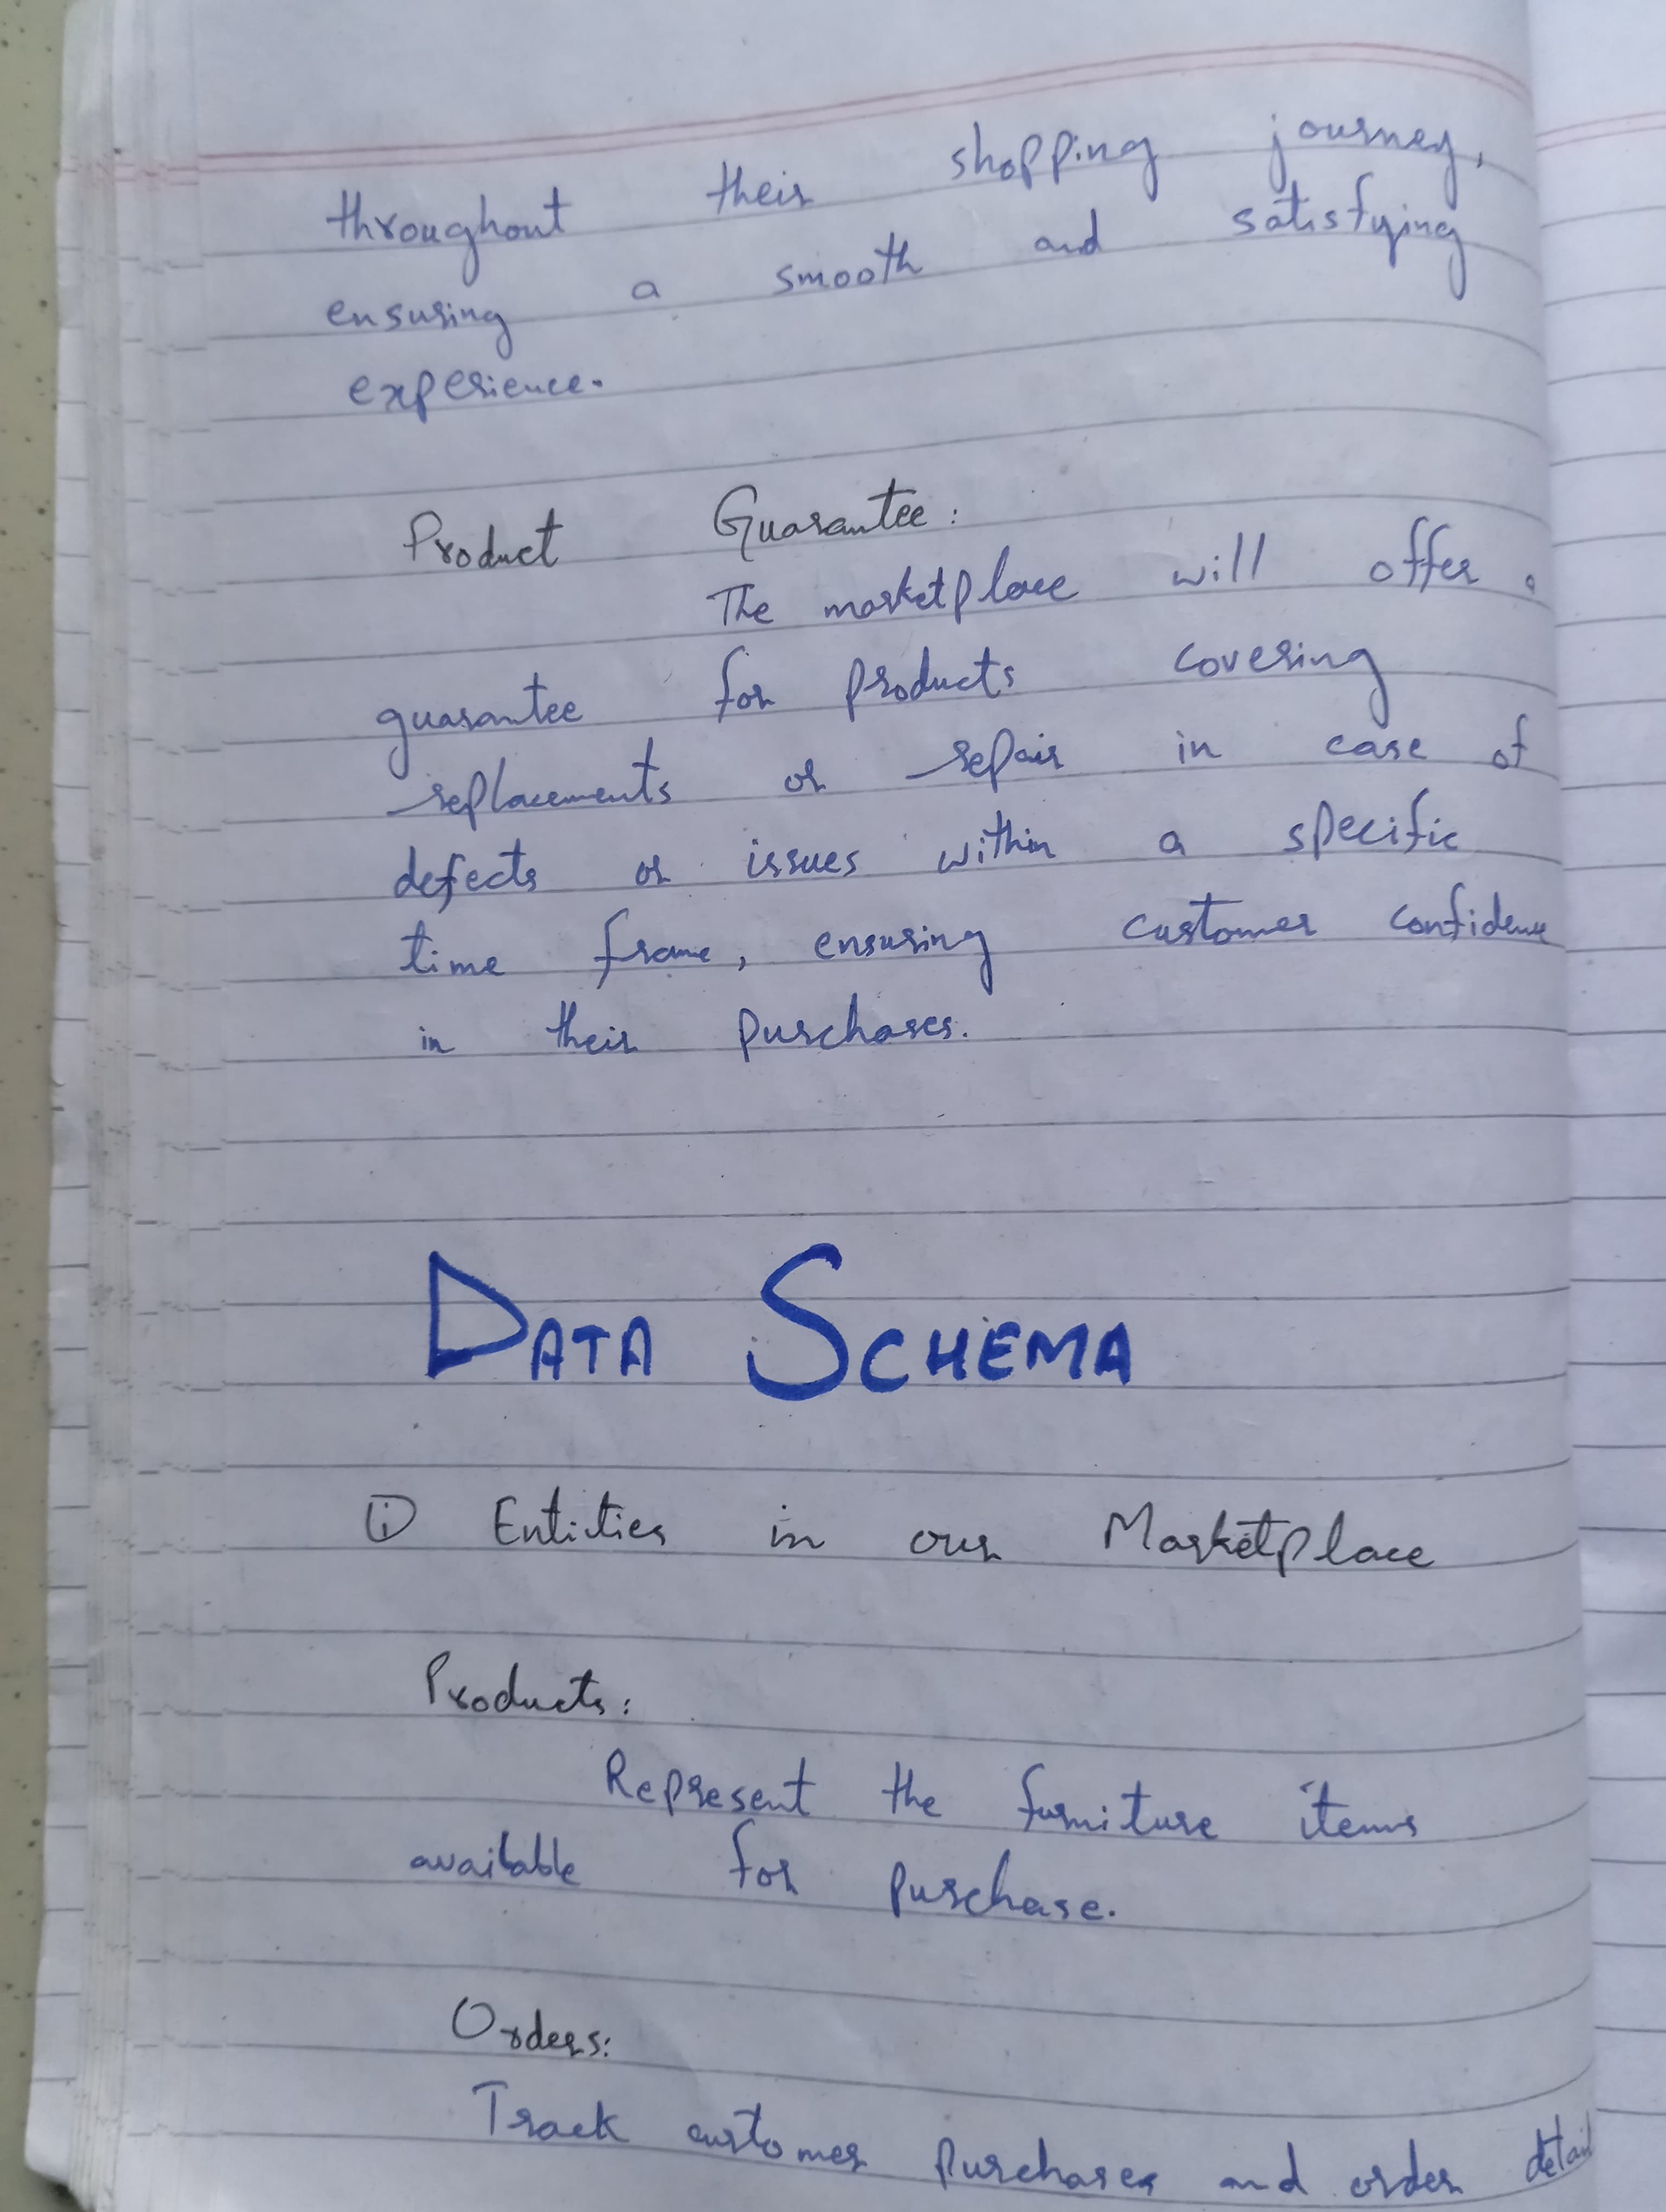 throughout their shopping journey,
ensuring a smooth and satisfying
experience.
Product Guarantee:
The marketplace will offer a
guarantee for products covering
replacements or repair in case of
defects or issues within a specific
time frame, ensuring customer confidence
in their purchases.
DATA SCHEMA
① Entities in our Marketplace
Products:
Represent the furniture items
available for purchase.
Orders:
Track customer purchases and order detail